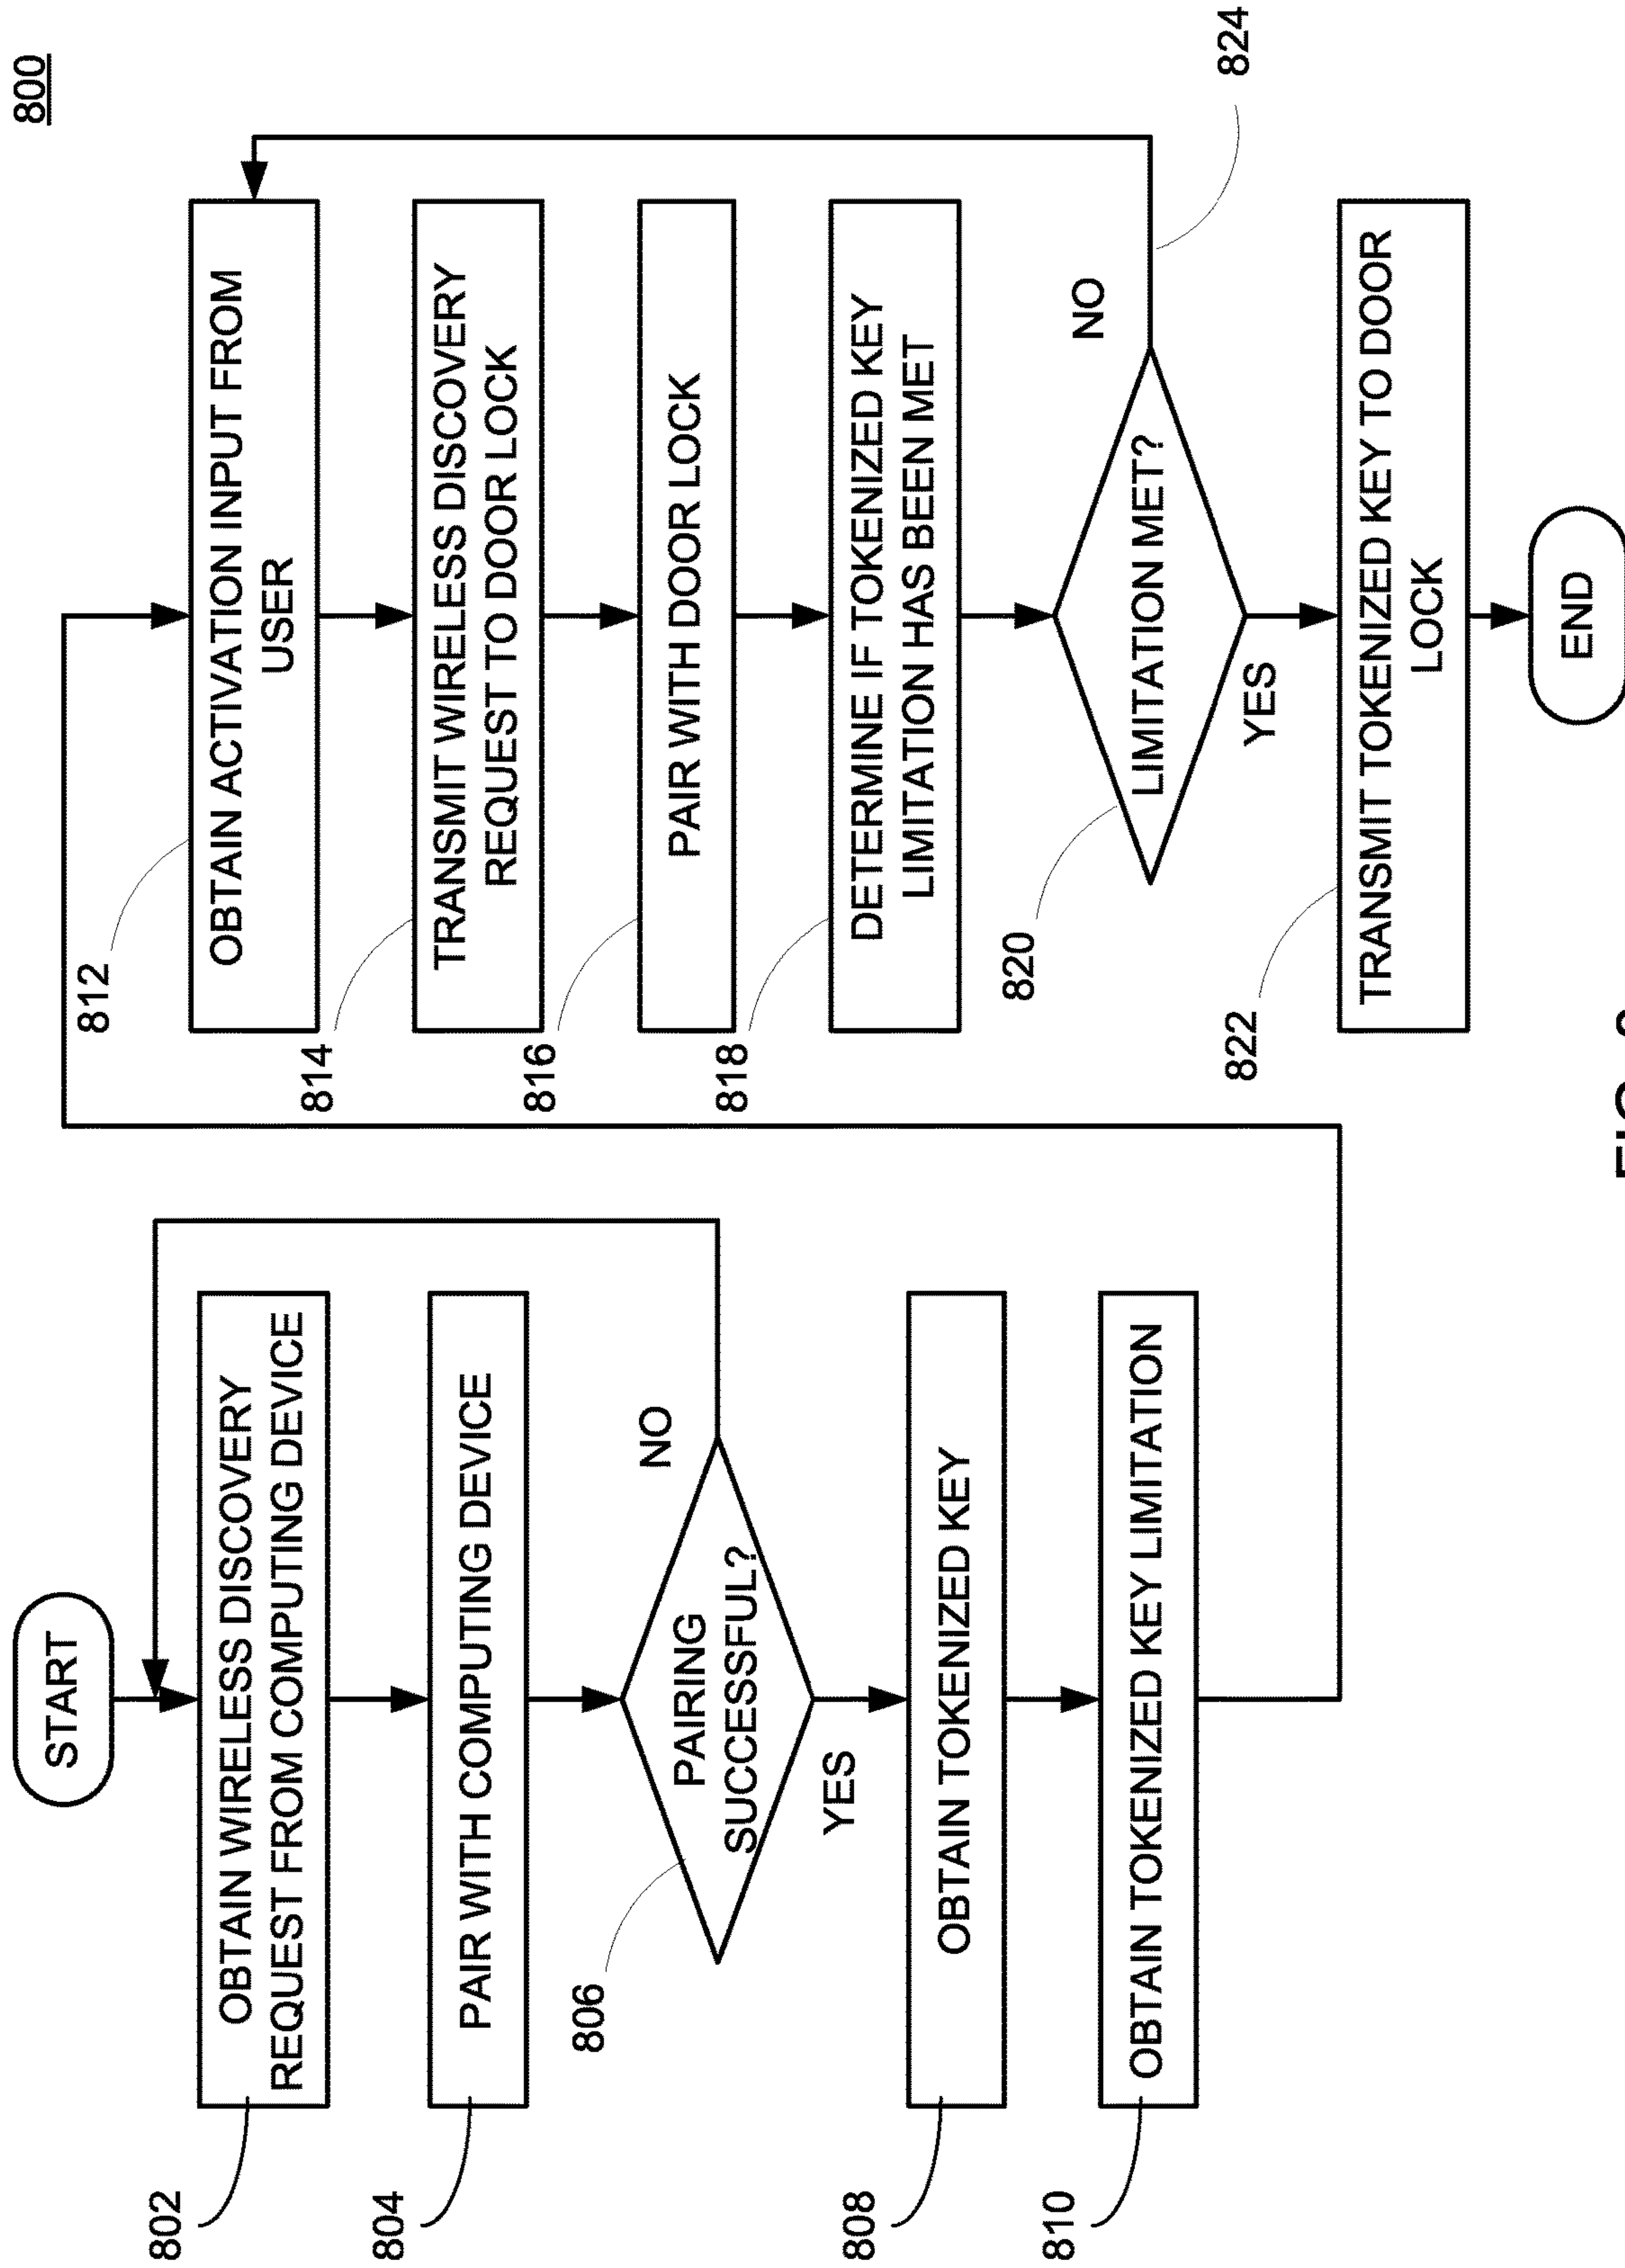 800
START
802
OBTAIN WIRELESS DISCOVERY
REQUEST FROM COMPUTING DEVICE
804
PAIR WITH COMPUTING DEVICE
806
PAIRING
SUCCESSFUL?
NO
YES
808
OBTAIN TOKENIZED KEY
810
OBTAIN TOKENIZED KEY LIMITATION
812
OBTAIN ACTIVATION INPUT FROM
USER
814
TRANSMIT WIRELESS DISCOVERY
REQUEST TO DOOR LOCK
816
PAIR WITH DOOR LOCK
818
DETERMINE IF TOKENIZED KEY
LIMITATION HAS BEEN MET
820
LIMITATION MET?
NO
824
YES
822
TRANSMIT TOKENIZED KEY TO DOOR
LOCK
END